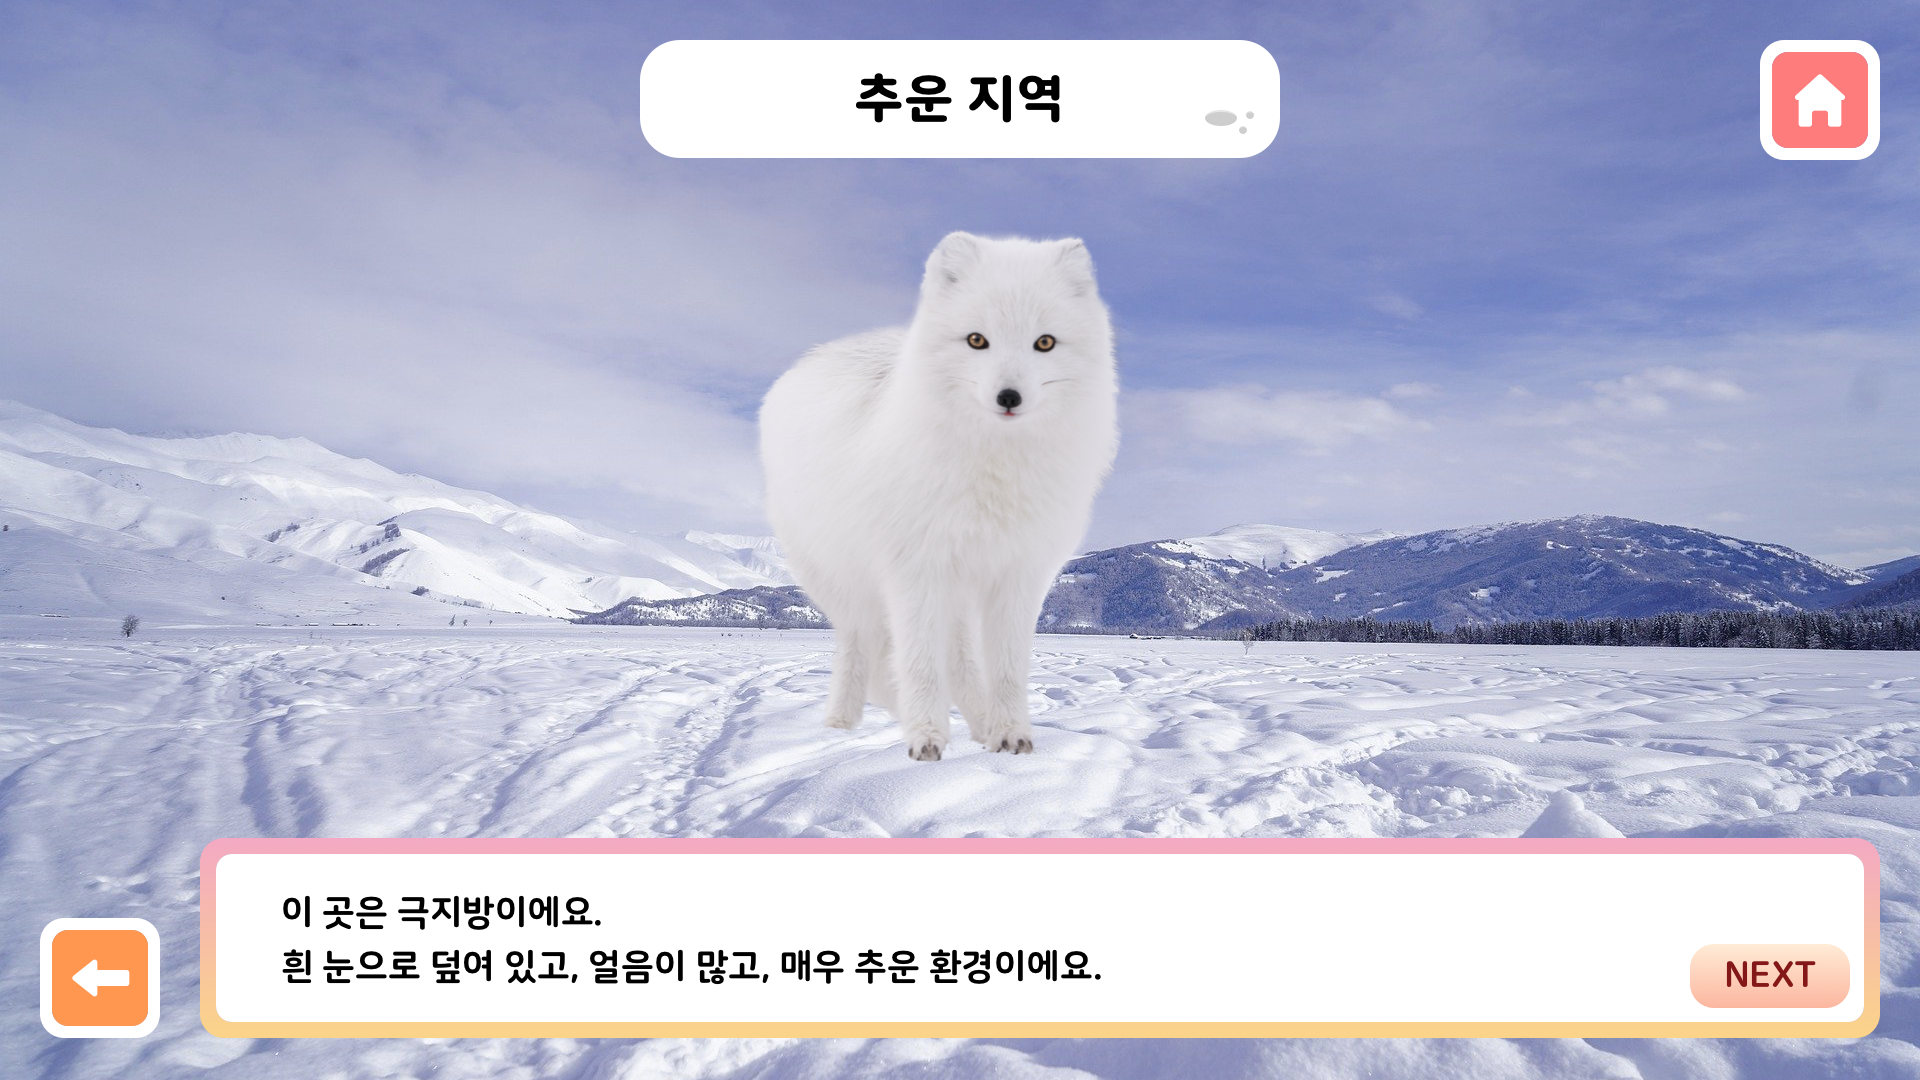 추운 지역
이 곳은 극지방이에요.
흰 눈으로 덮여 있고, 얼음이 많고, 매우 추운 환경이에요.
NEXT